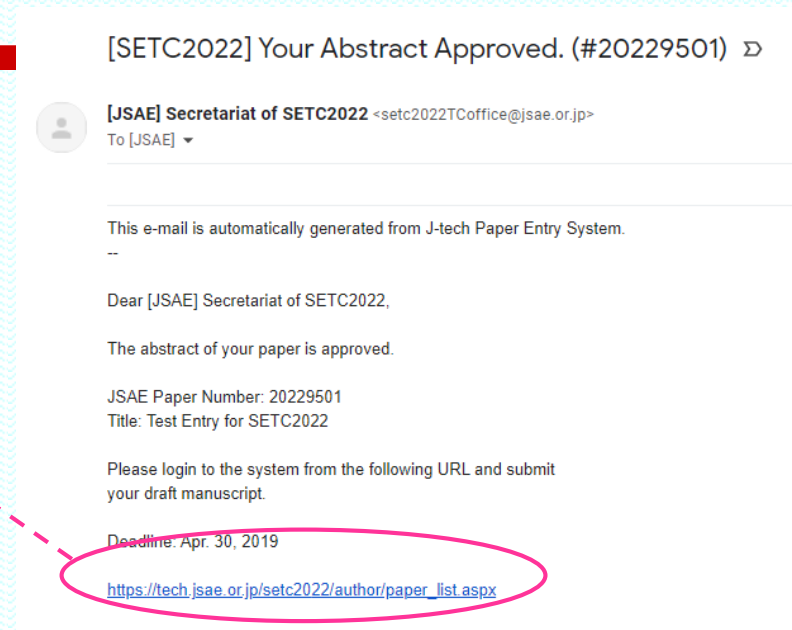 [SETC2022] Your Abstract Approved. (#20229501)
[JSAE] Secretariat of SETC2022 <setc2022TCoffice@jsae.or.jp>
To [JSAE]
This e-mail is automatically generated from J-tech Paper Entry System.
--
Dear [JSAE] Secretariat of SETC2022,
The abstract of your paper is approved.
JSAE Paper Number: 20229501
Title: Test Entry for SETC2022
Please login to the system from the following URL and submit
your draft manuscript.
Deadline: Apr. 30, 2019
https://tech.jsae.or.jp/setc2022/author/paper_list.aspx